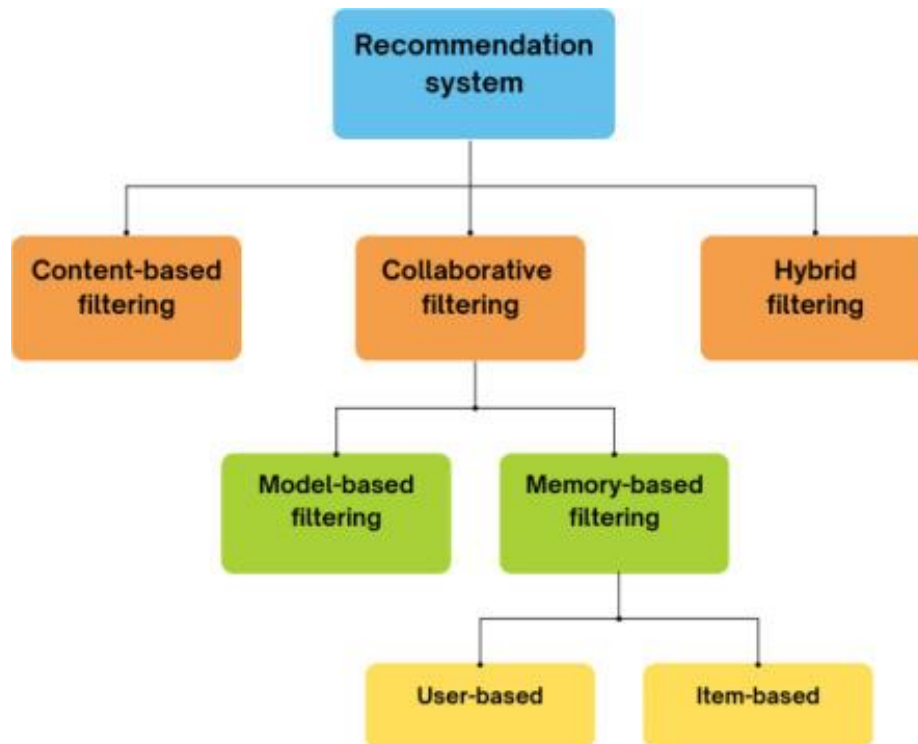 Recommendation
system
Content-based
filtering
Collaborative
filtering
Hybrid
filtering
Model-based
filtering
Memory-based
filtering
User-based
Item-based